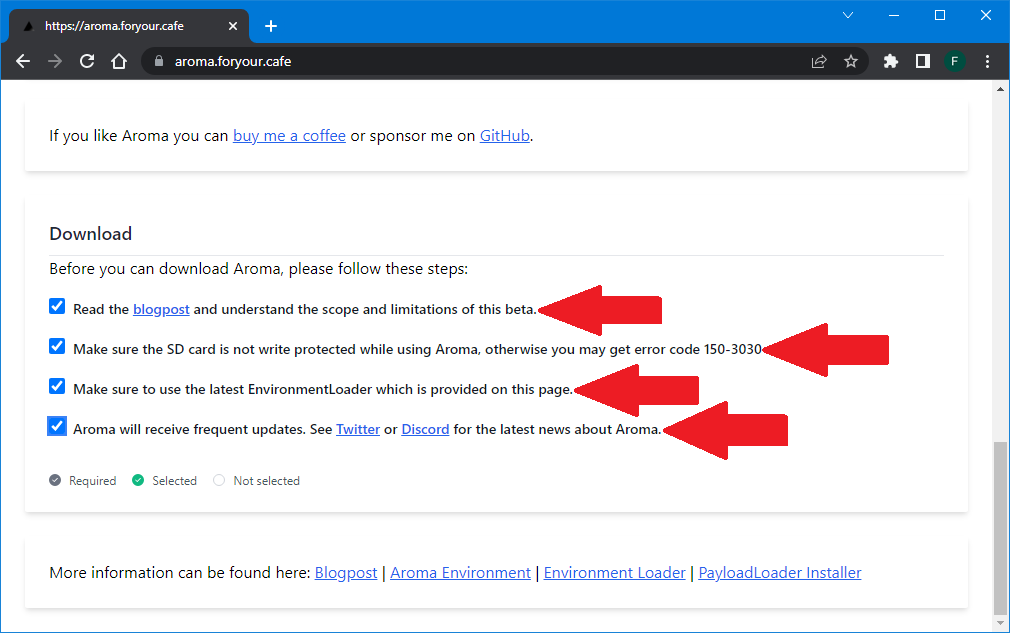 https://aroma.foryour.cafe
aroma.foryour.cafe
F
If you like Aroma you can buy me a coffee or sponsor me on GitHub.
Download
Before you can download Aroma, please follow these steps:
Read the blogpost and understand the scope and limitations of this beta.
Make sure the SD card is not write protected while using Aroma, otherwise you may get error code 150-3030
Make sure to use the latest EnvironmentLoader which is provided on this page.
Aroma will receive frequent updates. See Twitter or Discord for the latest news about Aroma.
Required Selected Not selected
More information can be found here: Blogpost | Aroma Environment | Environment Loader | PayloadLoader Installer